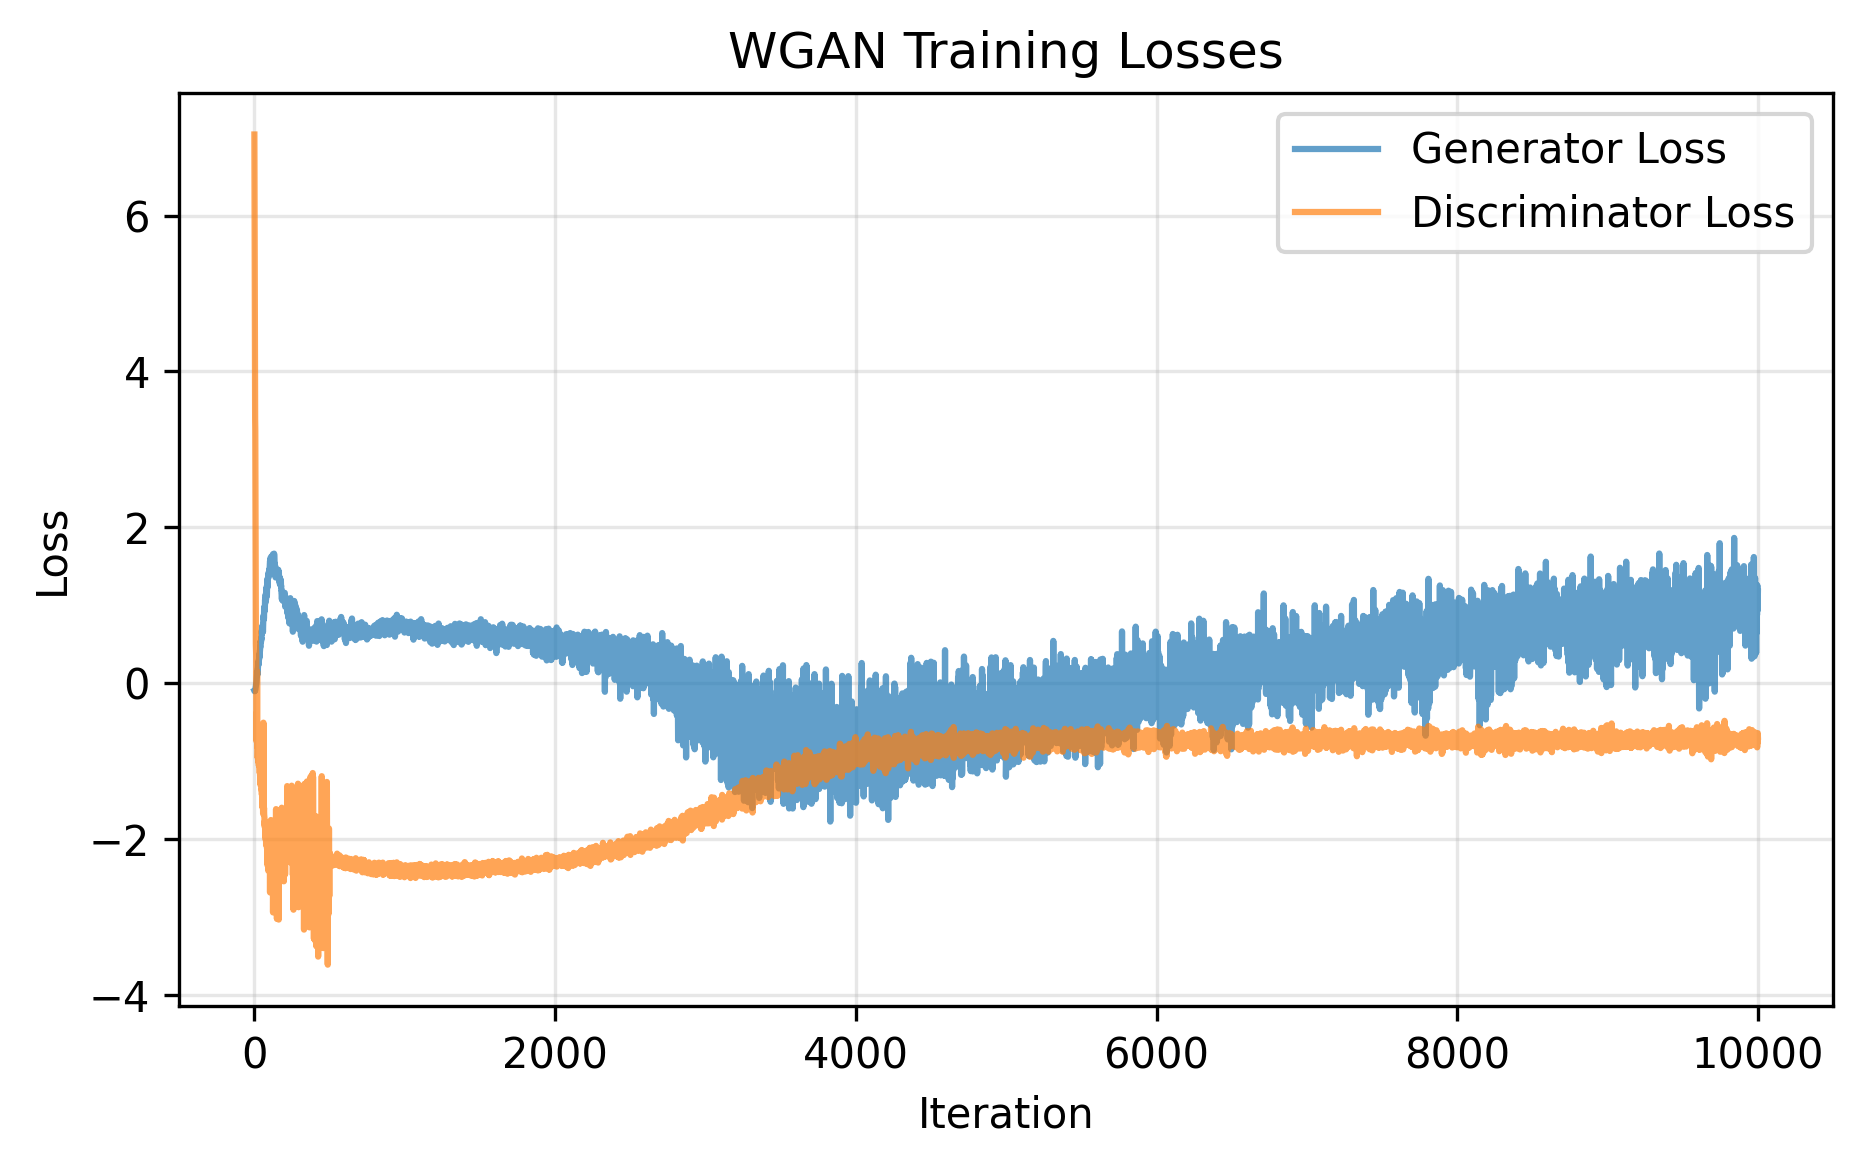 WGAN Training Losses
Generator Loss
Discriminator Loss
6
4
2
0
−2
−4
Loss
0 2000 4000 6000 8000 10000
Iteration